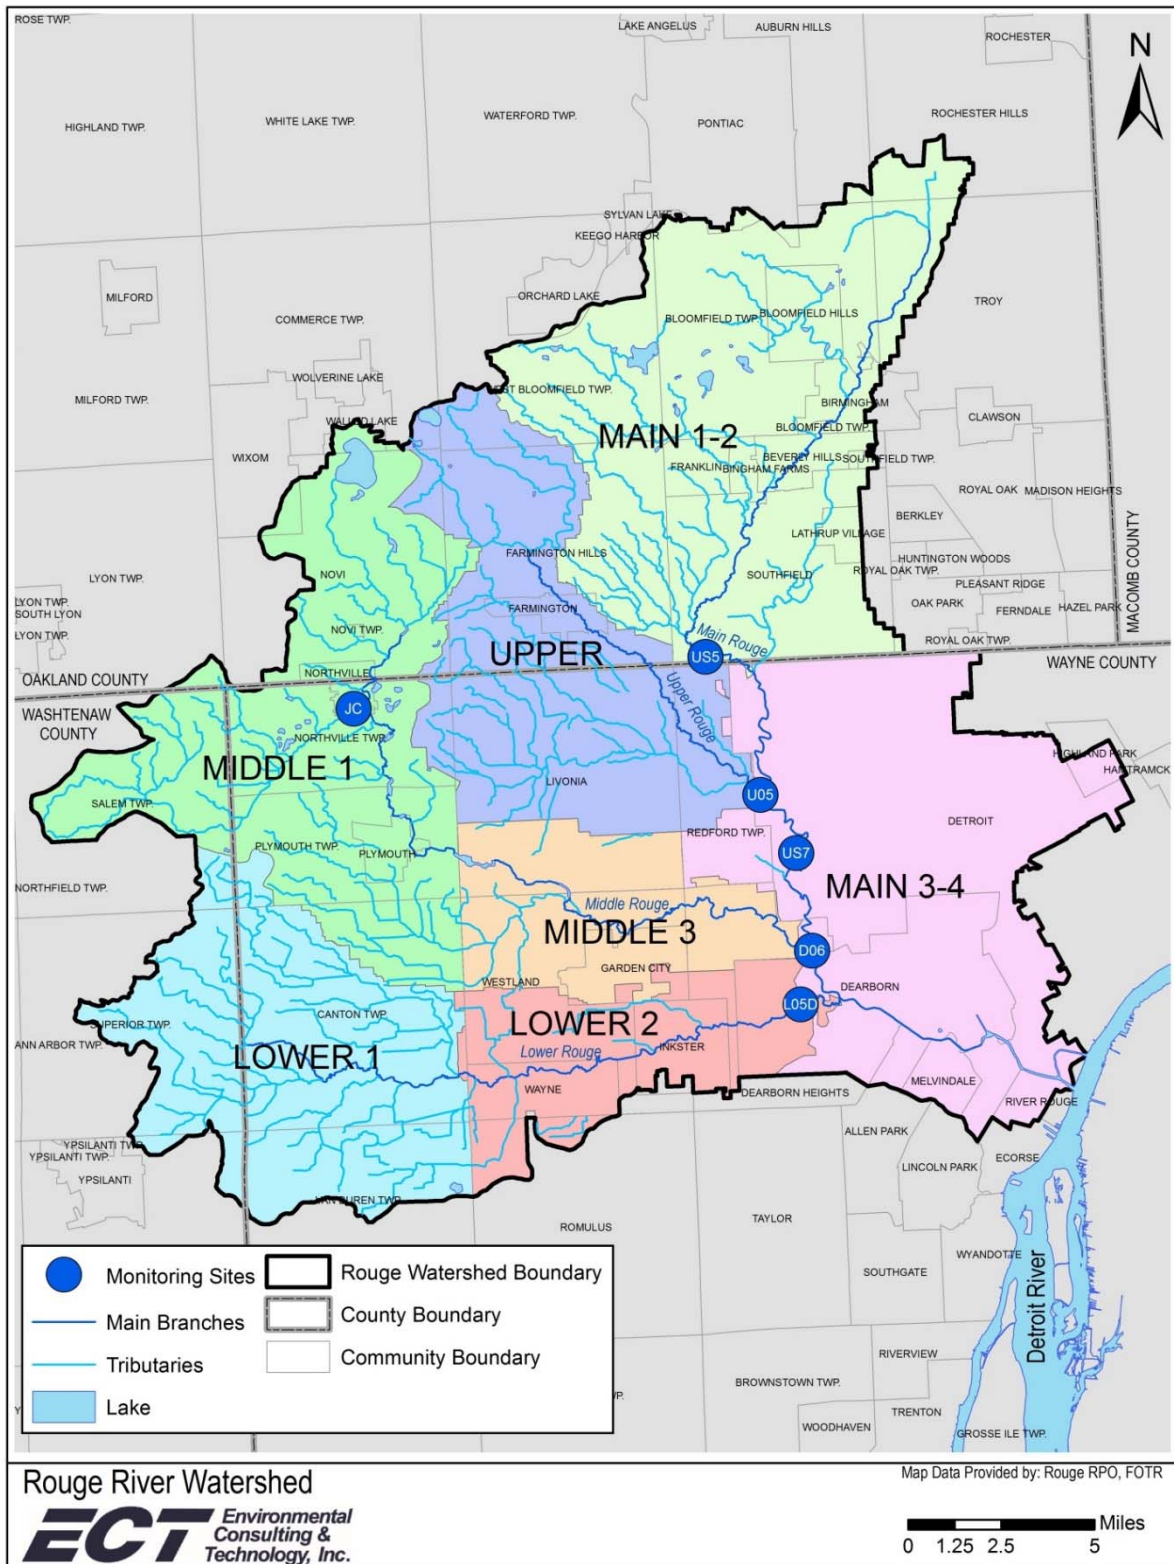 ROSE TWP.
LAKE ANGELUS
AUBURN HILLS
ROCHESTER
N
HIGHLAND TWP.
WHITE LAKE TWP.
WATERFORD TWP.
PONTIAC
ROCHESTER HILLS
SYLVAN LAKE
KEEGO HARBOR
MILFORD
ORCHARD LAKE
TROY
COMMERCE TWP.
BLOOMFIELD TWP.
BLOOMFIELD HILLS
WOLVERINE LAKE
MILFORD TWP.
WEST BLOOMFIELD TWP.
BIRMINGHAM
CLAWSON
WALLED LAKE
BLOOMFIELD TWP.
MAIN 1-2
WIXOM
BEVERLY HILLS
SOUTHFIELD TWP.
FRANKLIN
BINGHAM FARMS
ROYAL OAK
MADISON HEIGHTS
BERKLEY
LATHRUP VILLAGE
FARMINGTON HILLS
HUNTINGTON WOODS
LYON TWP.
NOVI
SOUTHFIELD
ROYAL OAK TWP.
PLEASANT RIDGE
LYON TWP.
SOUTH LYON
FARMINGTON
OAK PARK
FERNDALE
HAZEL PARK
MACOMB COUNTY
LYON TWP.
NOVI TWP.
Main Rouge
ROYAL OAK TWP.
UPPER
US5
WAYNE COUNTY
OAKLAND COUNTY
NORTHVILLE
WASHTENAW
COUNTY
JC
Upper Rouge
NORTHVILLE TWP.
HIGHLAND PARK
HAMTRAMCK
MIDDLE 1
LIVONIA
U05
SALEM TWP.
DETROIT
REDFORD TWP.
PLYMOUTH TWP.
PLYMOUTH
US7
NORTHFIELD TWP.
MAIN 3-4
Middle Rouge
MIDDLE 3
D06
GARDEN CITY
WESTLAND
DEARBORN
L05D
CANTON TWP.
LOWER 2
SUPERIOR TWP.
ANN ARBOR TWP.
LOWER 1
Lower Rouge
INKSTER
WAYNE
DEARBORN HEIGHTS
MELVINDALE
RIVER ROUGE
ALLEN PARK
YPSILANTI TWP.
YPSILANTI TWP.
ECORSE
LINCOLN PARK
YPSILANTI
VAN BUREN TWP.
ROMULUS
TAYLOR
WYANDOTTE
SOUTHGATE
RIVERVIEW
Detroit River
BROWNSTOWN TWP.
TRENTON
WOODHAVEN
GROSSE ILE TWP.
Monitoring Sites
Rouge Watershed Boundary
Main Branches
County Boundary
Tributaries
Community Boundary
Lake
Rouge River Watershed
Map Data Provided by: Rouge RPO, FOTR
ECT Environmental
Consulting &
Technology, Inc.
Miles
0 1.25 2.5 5